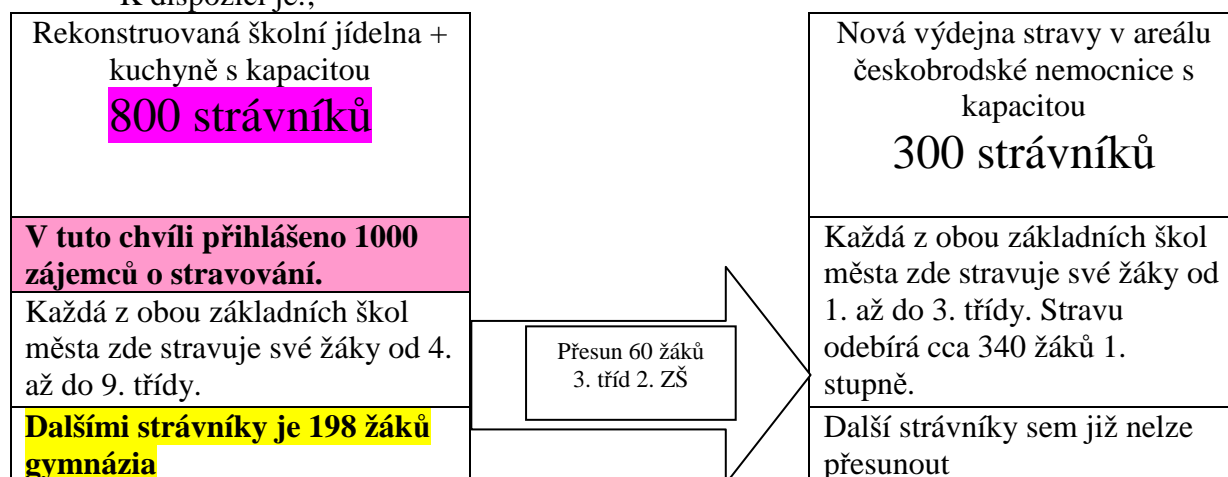 K dispozici je.,
Rekonstruovaná školní jídelna +
kuchyně s kapacitou
800 strávníků
V tuto chvíli přihlášeno 1000
zájemců o stravování.
Každá z obou základních škol
města zde stravuje své žáky od 4.
až do 9. třídy.
Dalšími strávníky je 198 žáků
gymnázia
Přesun 60 žáků
3. tříd 2. ZŠ
Nová výdejna stravy v areálu
českobrodské nemocnice s
kapacitou
300 strávníků
Každá z obou základních škol
města zde stravuje své žáky od
1. až do 3. třídy. Stravu
odebírá cca 340 žáků 1.
stupně.
Další strávníky sem již nelze
přesunout